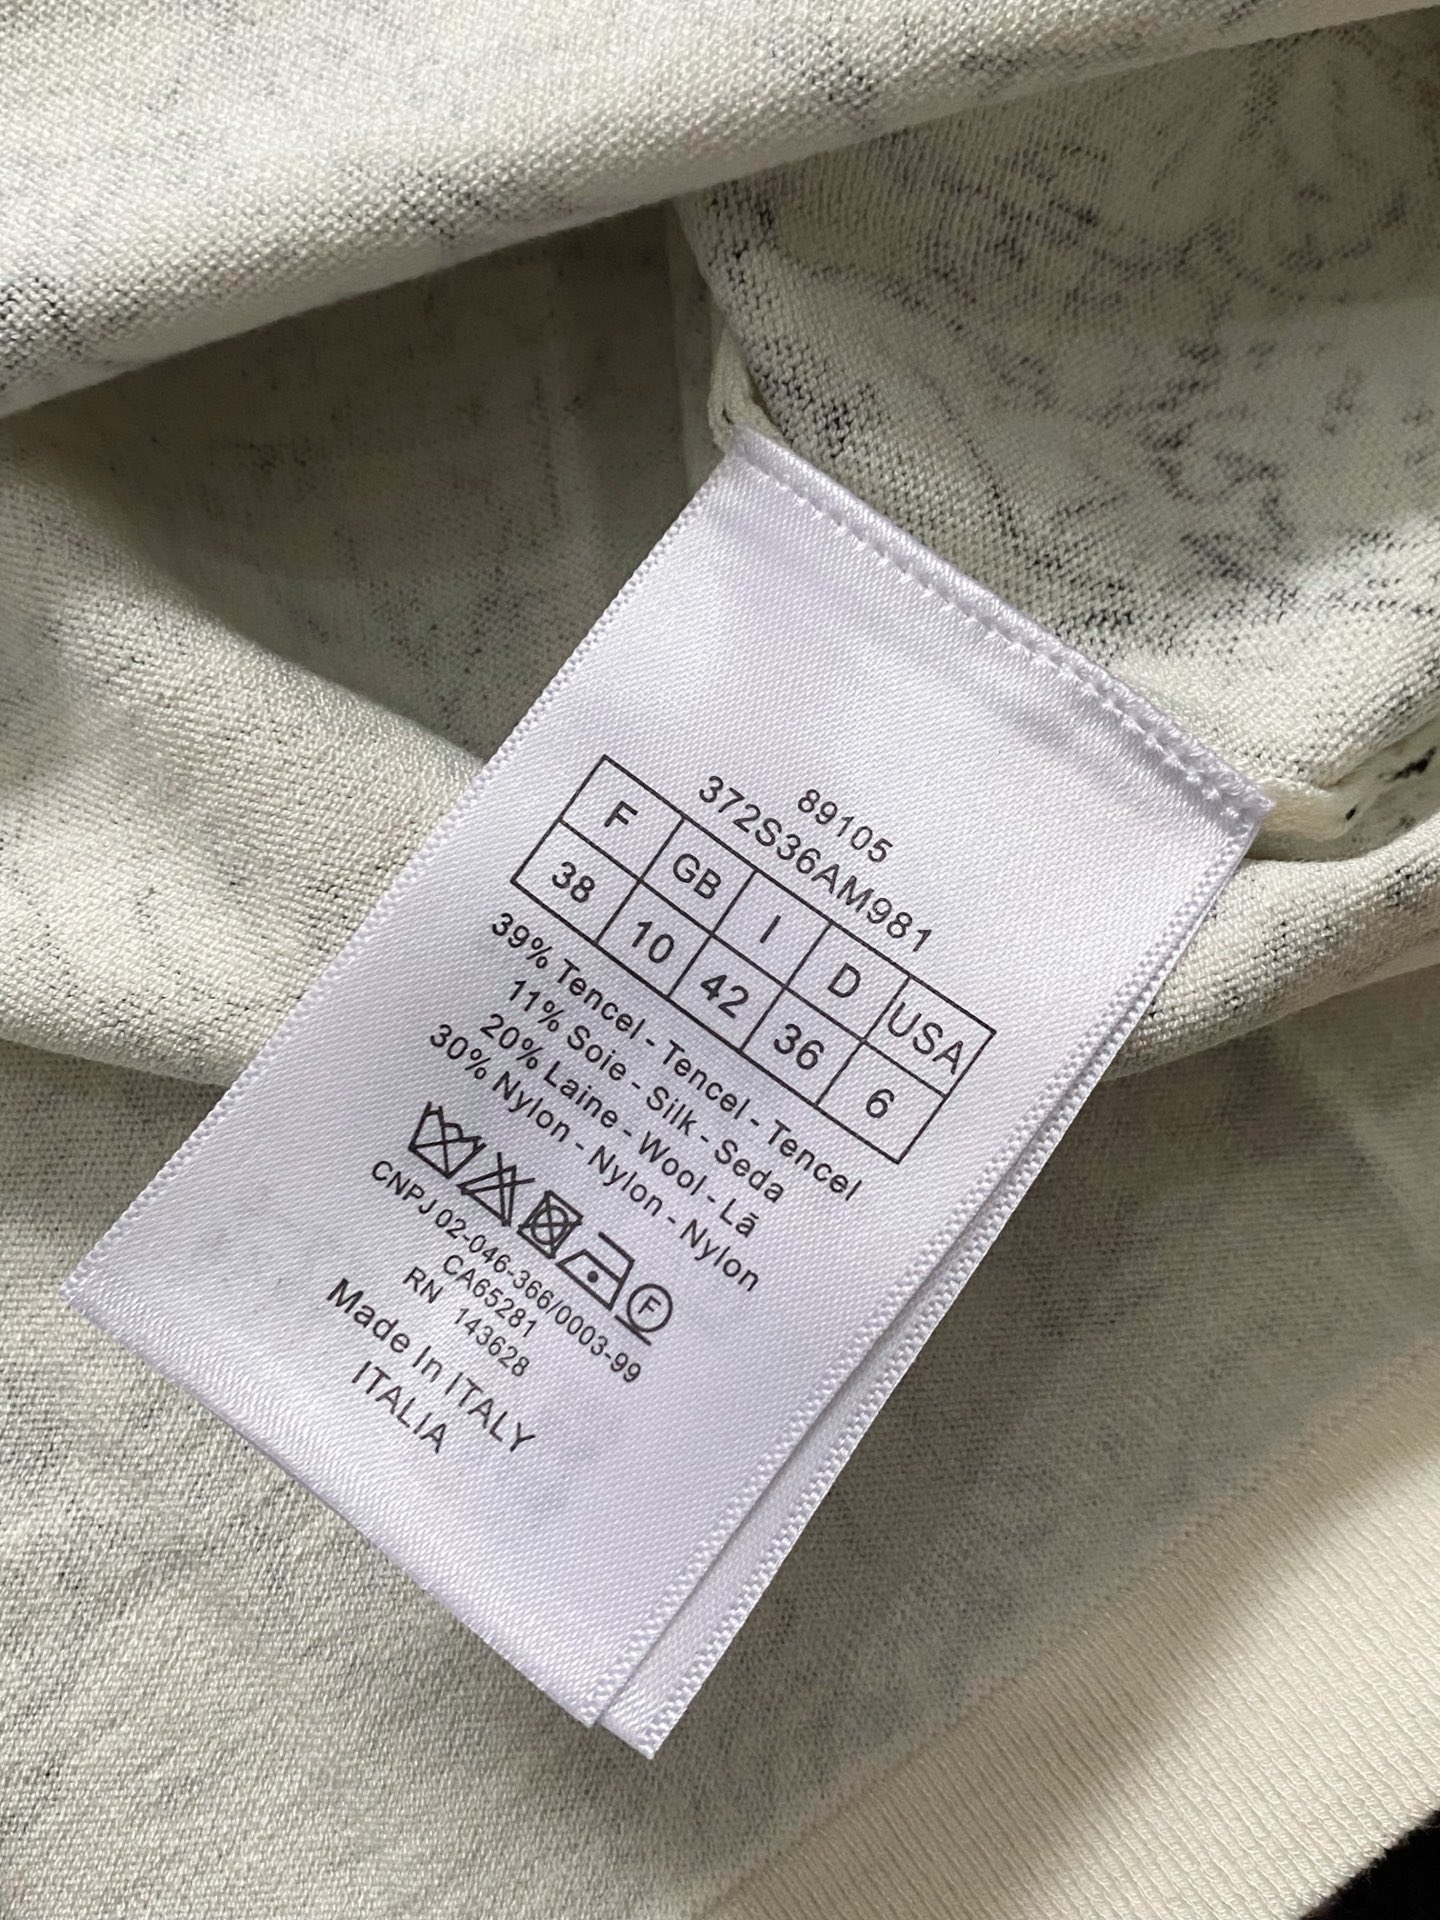 89105
372S36AM981
F GB I D USA
38 10 42 36 6
39% Tencel - Tencel - Tencel
11% Soie - Silk - Seda
20% Laine - Wool - Lã
30% Nylon - Nylon - Nylon
F
CNPJ 02-046-366/0003-99
CA65281
RN 143628
Made In ITALY
ITALIA